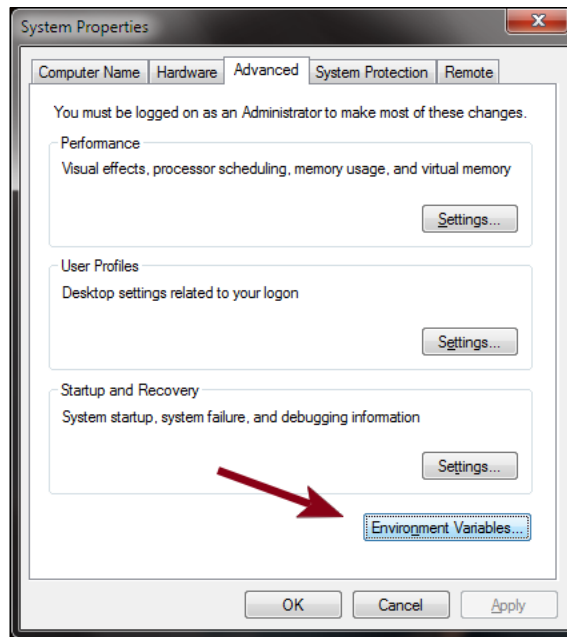 System Properties
Computer Name Hardware Advanced System Protection Remote
You must be logged on as an Administrator to make most of these changes.
Performance
Visual effects, processor scheduling, memory usage, and virtual memory
Settings...
User Profiles
Desktop settings related to your logon
Settings...
Startup and Recovery
System startup, system failure, and debugging information
Settings...
Environment Variables...
OK Cancel Apply